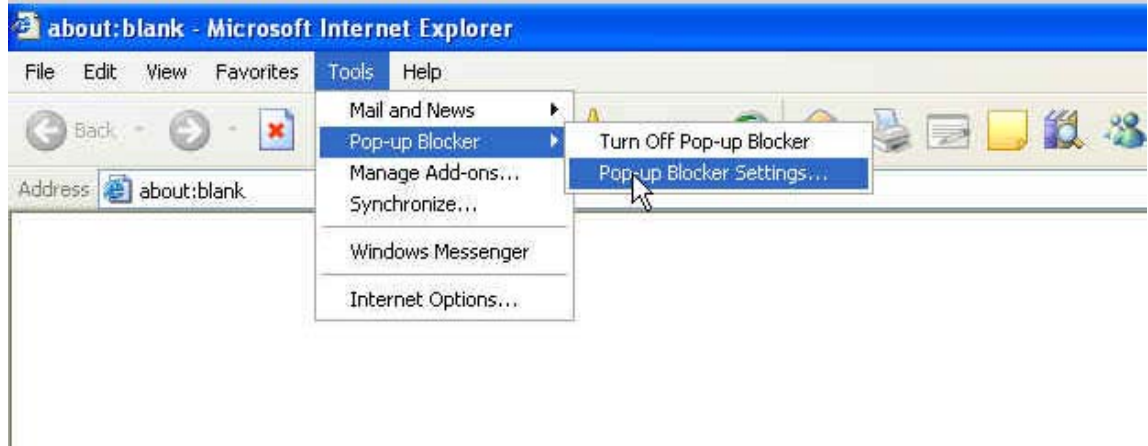 about:blank - Microsoft Internet Explorer
File Edit View Favorites Tools Help
Mail and News
Back
Pop-up Blocker
Turn Off Pop-up Blocker
Manage Add-ons...
Pop-up Blocker Settings...
Address about:blank
Synchronize...
Windows Messenger
Internet Options...